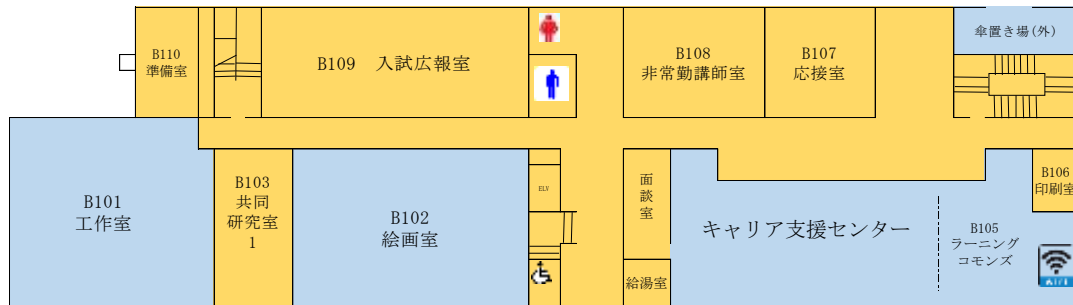 B110
準備室
B109 入試広報室
B108
非常勤講師室
B107
応接室
傘置き場(外)
B101
工作室
B103
共同
研究室
1
B102
絵画室
ELV
面
談
室
給湯室
キャリア支援センター
B105
ラーニング
コモンズ
B106
印刷室